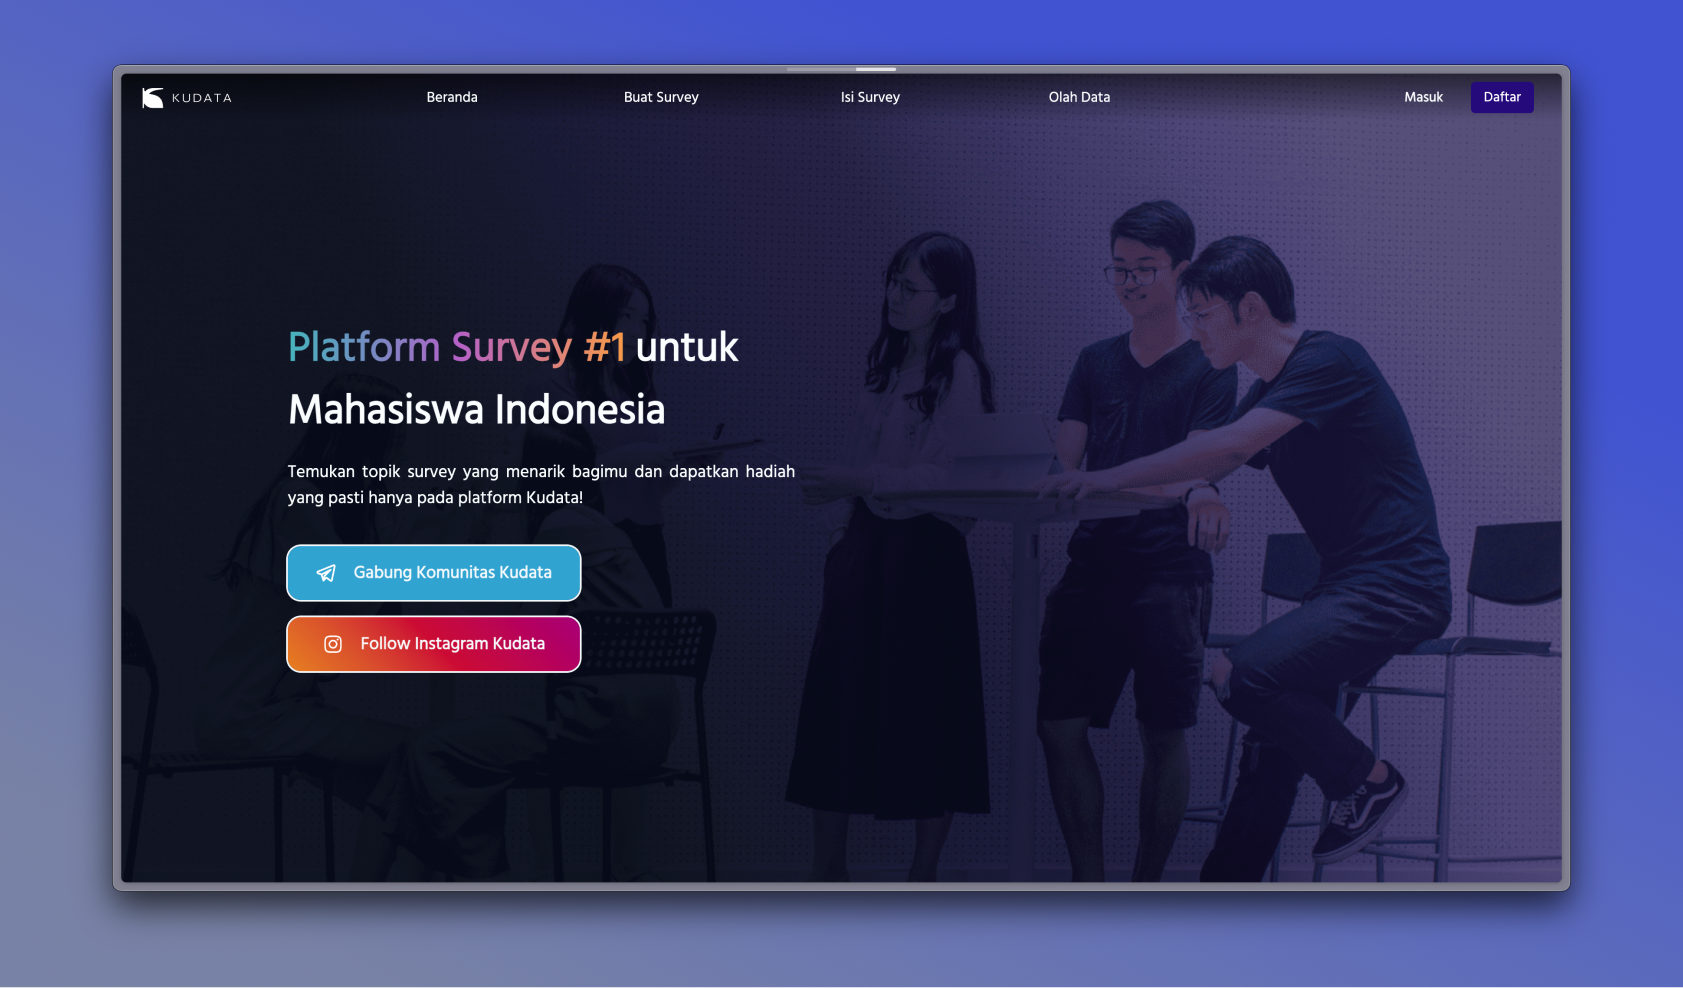 KUDATA
Beranda
Buat Survey
Isi Survey
Olah Data
Masuk
Daftar
Platform Survey #1 untuk
Mahasiswa Indonesia
Temukan topik survey yang menarik bagimu dan dapatkan hadiah
yang pasti hanya pada platform Kudata!
Gabung Komunitas Kudata
Follow Instagram Kudata